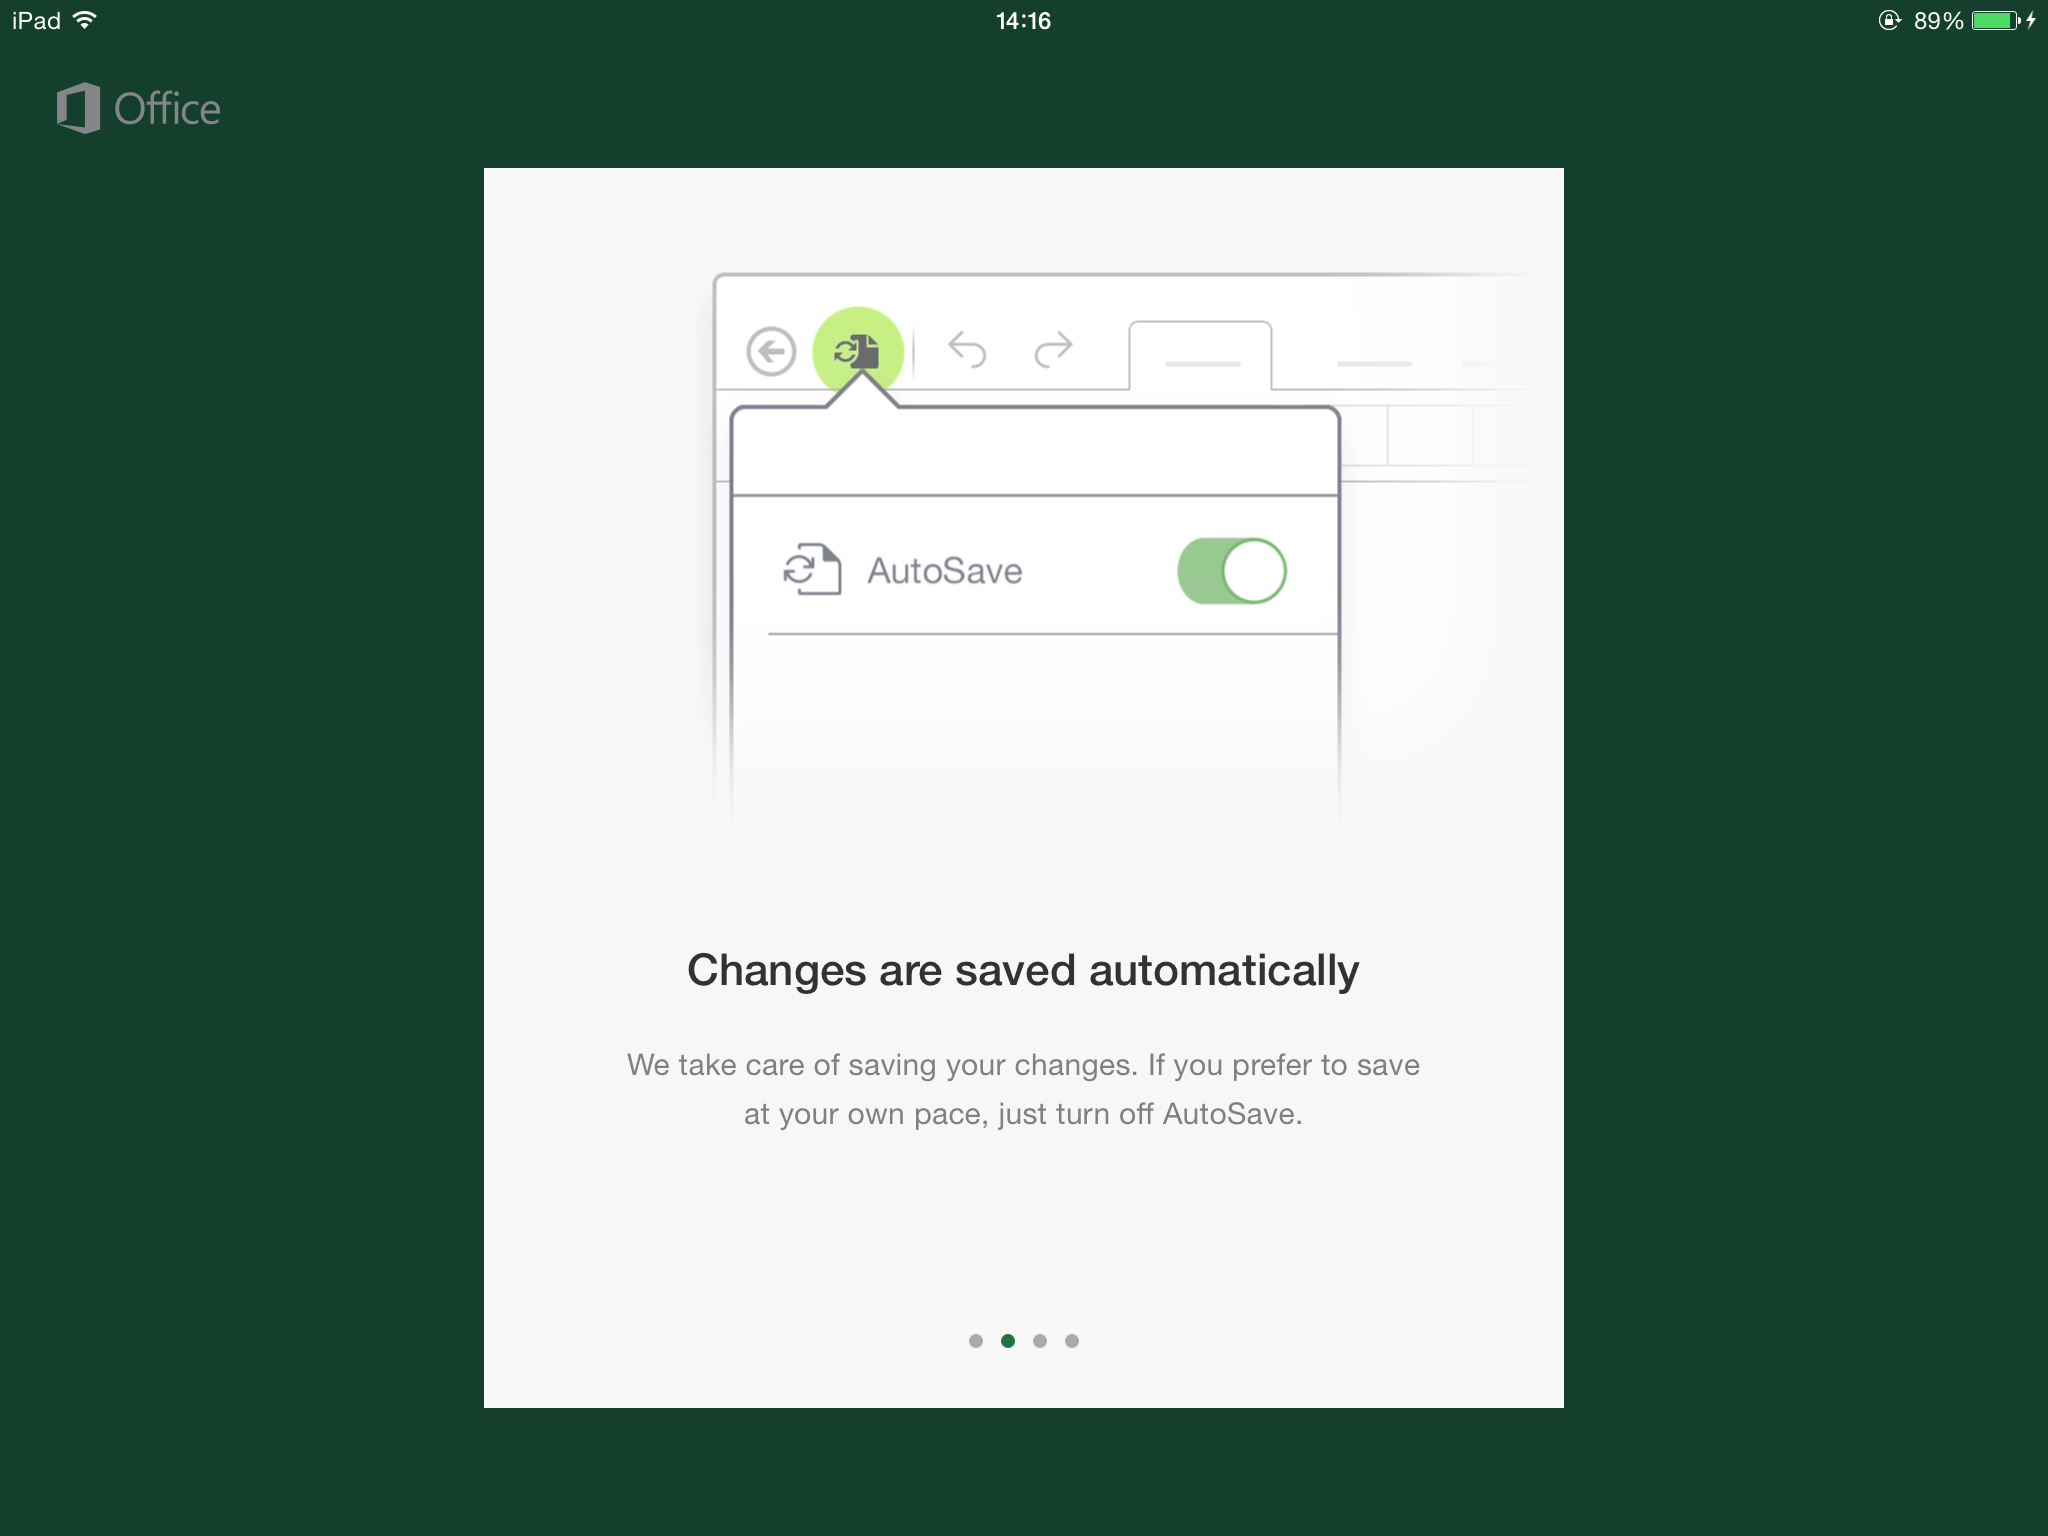 iPad
14:16
89%
Office
AutoSave
Changes are saved automatically
We take care of saving your changes. If you prefer to save
at your own pace, just turn off AutoSave.